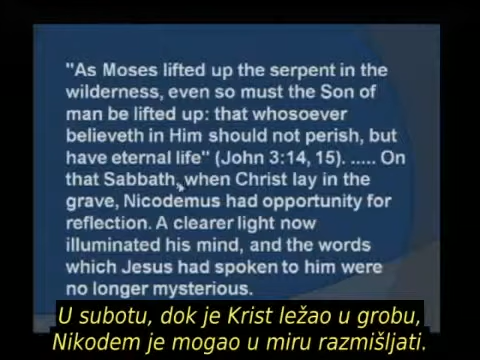 "As Moses lifted up the serpent in the
wilderness, even so must the Son of
man be lifted up: that whosoever
believeth in Him should not perish, but
have eternal life" (John 3:14, 15). ..... On
that Sabbath, when Christ lay in the
grave, Nicodemus had opportunity for
reflection. A clearer light now
illuminated his mind, and the words
which Jesus had spoken to him were
no longer mysterious.
U subotu, dok je Krist ležao u grobu,
Nikodem je mogao u miru razmišljati.